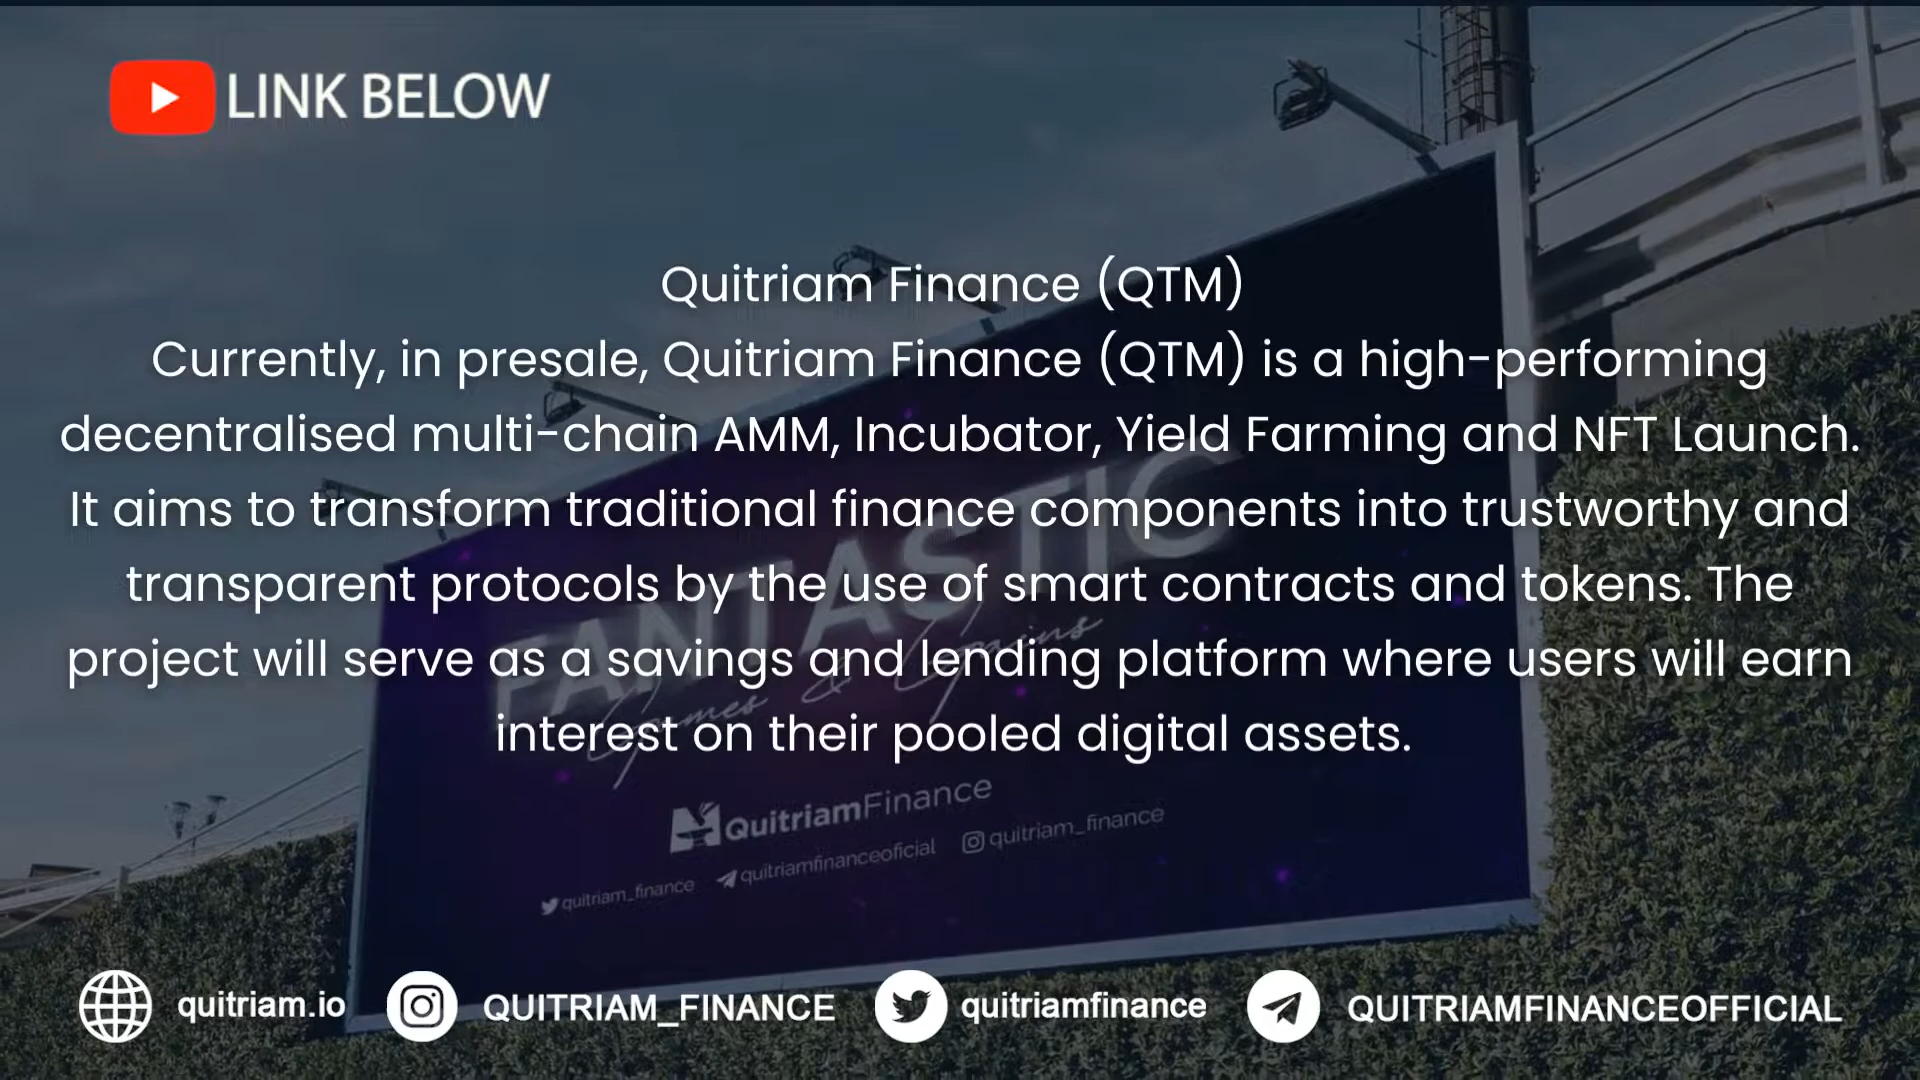 LINK BELOW
Quitriam Finance (QTM)
Currently, in presale, Quitriam Finance (QTM) is a high-performing
decentralised multi-chain AMM, Incubator, Yield Farming and NFT Launch.
It aims to transform traditional finance components into trustworthy and
transparent protocols by the use of smart contracts and tokens. The
project will serve as a savings and lending platform where users will earn
interest on their pooled digital assets.
FANTASTIC
Games & Gains
QuitriamFinance
quitriam_finance quitriamfinanceoficial quitriam_finance
quitriam.io QUITRIAM_FINANCE quitriamfinance QUITRIAMFINANCEOFFICIAL